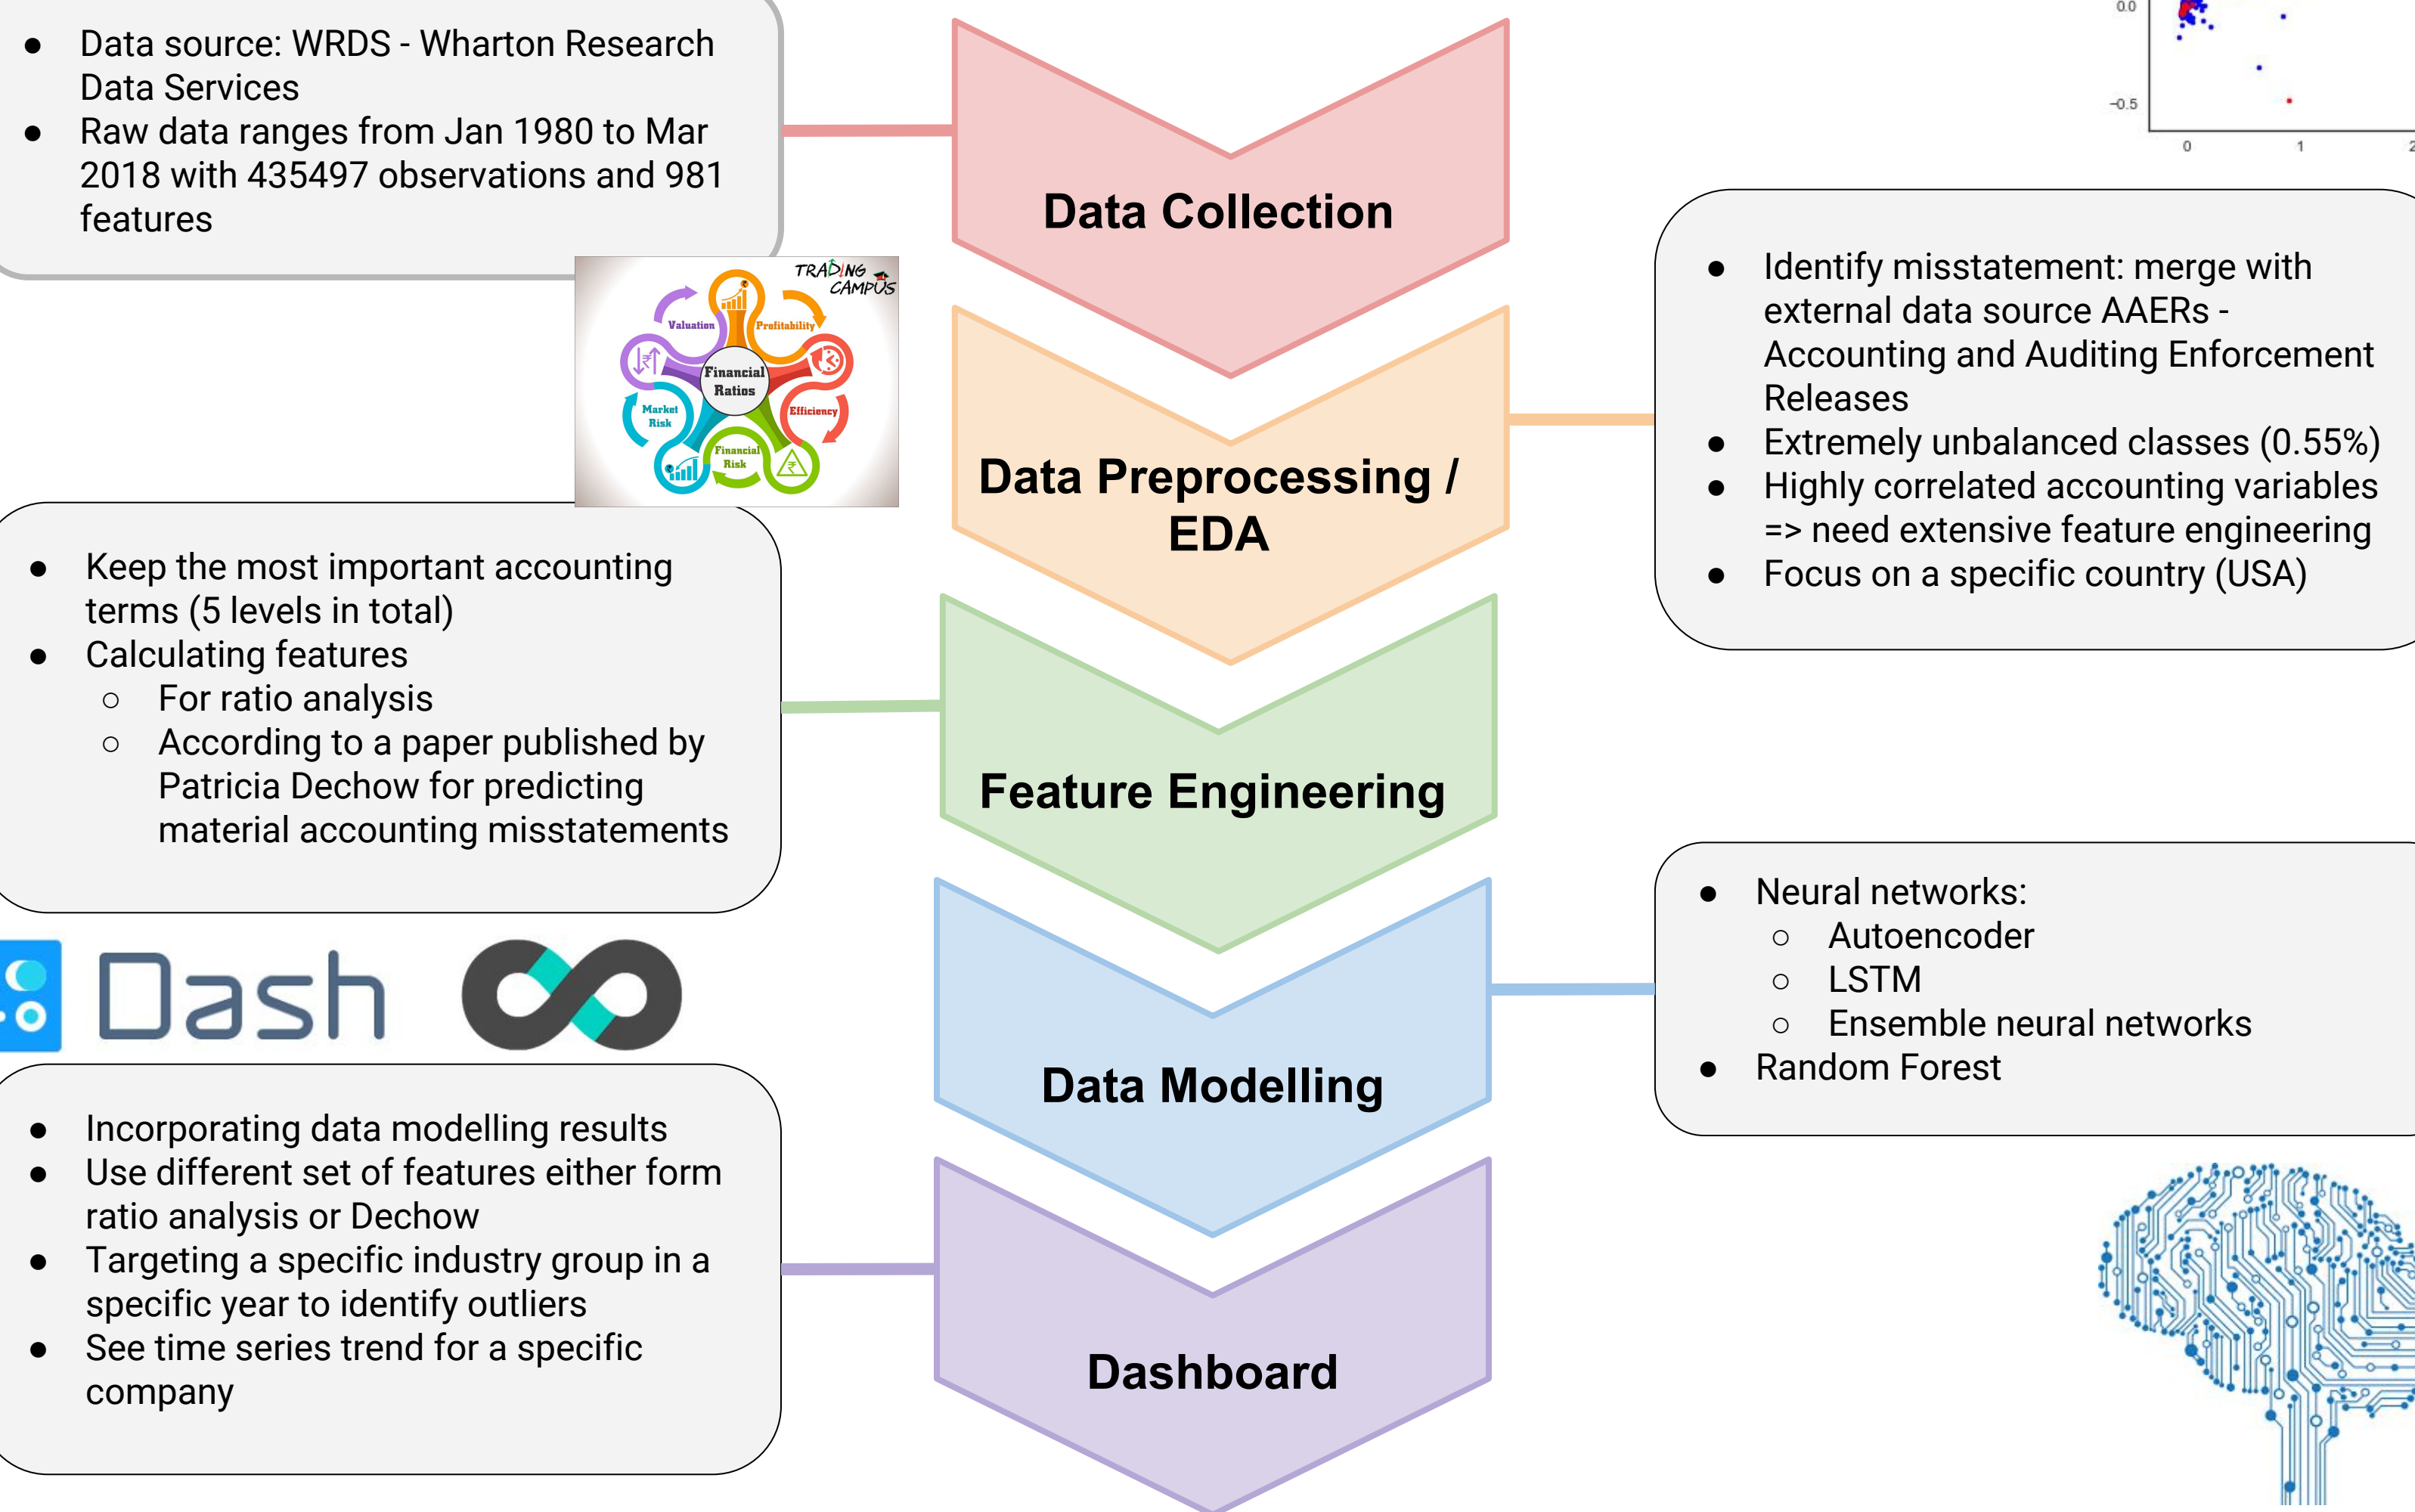 ● Data source: WRDS - Wharton Research
Data Services
● Raw data ranges from Jan 1980 to Mar
2018 with 435497 observations and 981
features
Data Collection
0.0
−0.5
0
1
2
TRADING
CAMPUS
Valuation
Profitability
Financial
Ratios
Market
Risk
Efficiency
Financial
Risk
Data Preprocessing /
EDA
● Identify misstatement: merge with
external data source AAERs -
Accounting and Auditing Enforcement
Releases
● Extremely unbalanced classes (0.55%)
● Highly correlated accounting variables
=> need extensive feature engineering
● Focus on a specific country (USA)
● Keep the most important accounting
terms (5 levels in total)
● Calculating features
○ For ratio analysis
○ According to a paper published by
Patricia Dechow for predicting
material accounting misstatements
Feature Engineering
Dash
Data Modelling
● Neural networks:
○ Autoencoder
○ LSTM
○ Ensemble neural networks
● Random Forest
● Incorporating data modelling results
● Use different set of features either form
ratio analysis or Dechow
● Targeting a specific industry group in a
specific year to identify outliers
● See time series trend for a specific
company
Dashboard